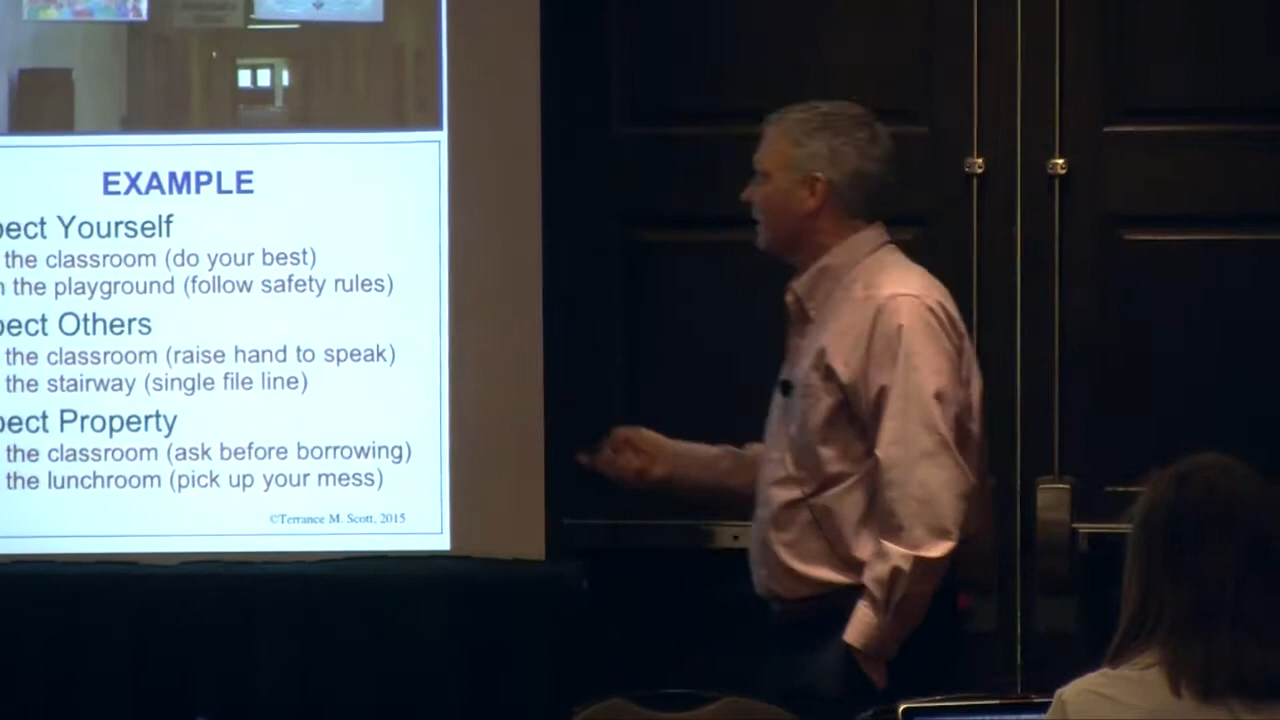 EXAMPLE
pect Yourself
the classroom (do your best)
n the playground (follow safety rules)
pect Others
the classroom (raise hand to speak)
the stairway (single file line)
pect Property
the classroom (ask before borrowing)
the lunchroom (pick up your mess)
©Terrance M. Scott, 2015